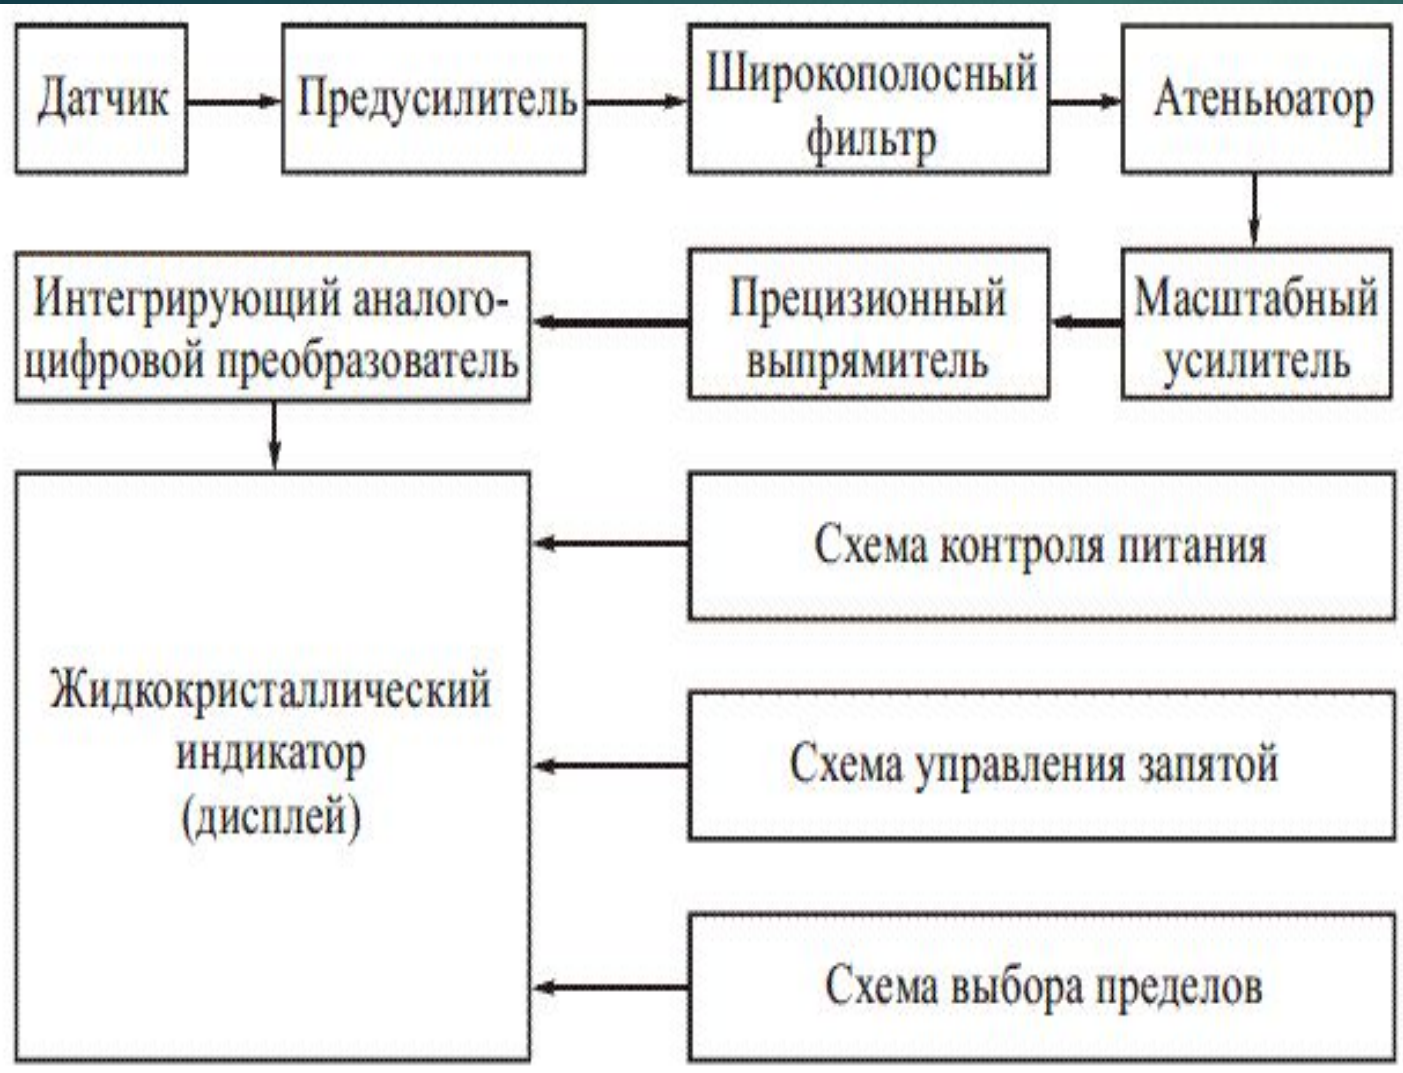 Датчик
Предусилитель
Широкополосный
фильтр
Атеньюатор
Интегрирующий аналого-
цифровой преобразователь
Прецизионный
выпрямитель
Масштабный
усилитель
Жидкокристаллический
индикатор
(дисплей)
Схема контроля питания
Схема управления запятой
Схема выбора пределов